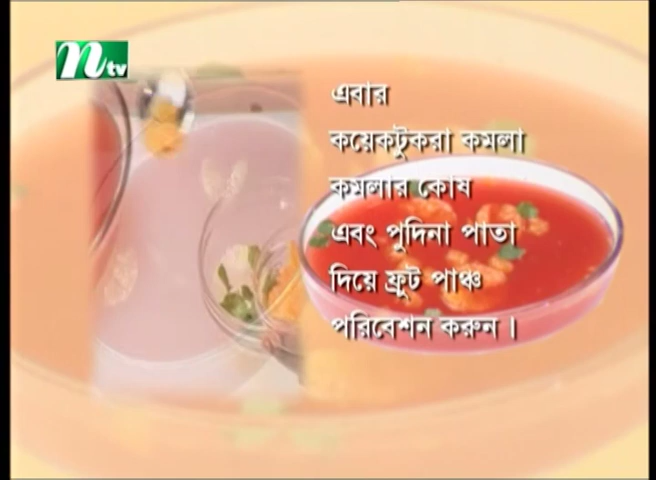 ntv
এবার
কয়েকটুকরা কমলা
কমলার কোষ
এবং পুদিনা পাতা
দিয়ে ফ্রুট পাঞ্চ
পরিবেশন করুন।